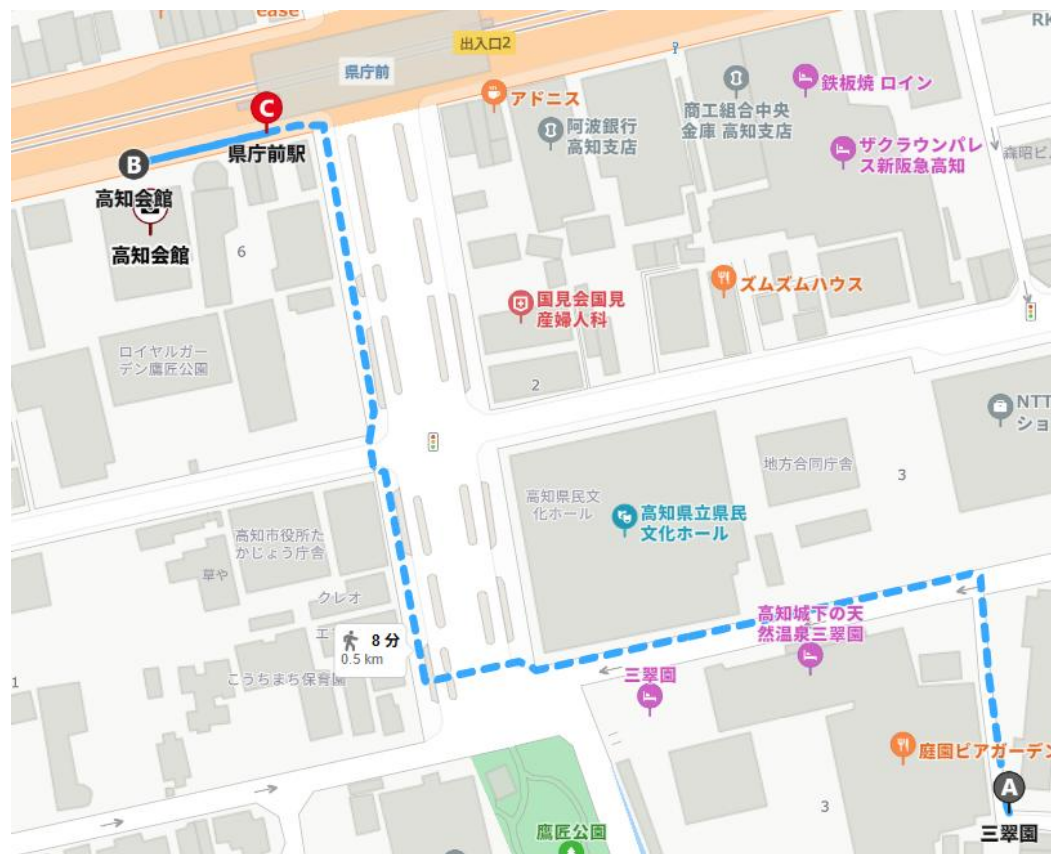 ease
RK
出入口2
県庁前
C
県庁前駅
B
高知会館
高知会館
6
アドニス
阿波銀行
高知支店
商工組合中央
金庫 高知支店
鉄板焼 ロイン
ザクラウンパレ
ス新阪急高知
森昭ビ
国見会国見
産婦人科
ズムズムハウス
ロイヤルガー
デン鷹匠公園
2
NTT
ショ
地方合同庁舎
3
高知県民文
化ホール
高知県立県民
文化ホール
高知市役所た
かじょう庁舎
草や
クレオ
エ
8 分
0.5 km
こうちまち保育園
1
高知城下の天
然温泉三翠園
三翠園
庭園ビアガーデン
A
三翠園
3
鷹匠公園